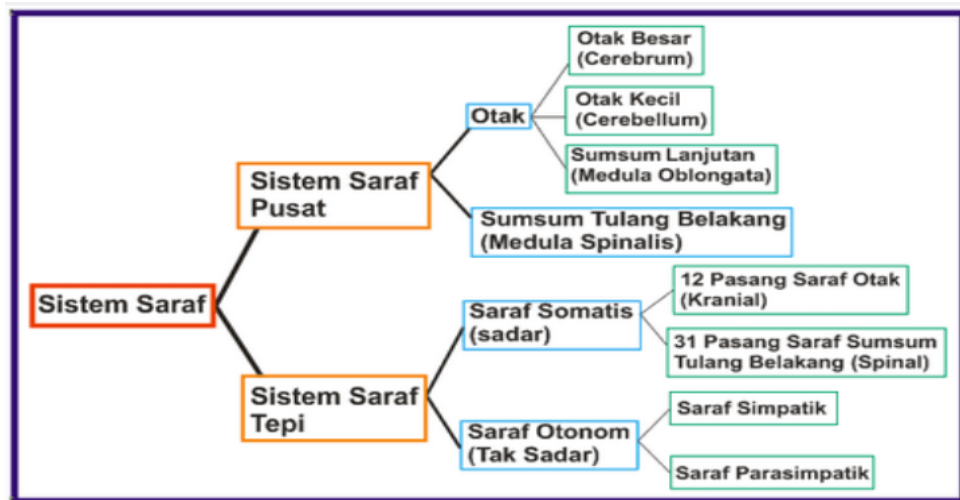 Otak Besar
(Cerebrum)
Otak
Otak Kecil
(Cerebellum)
Sumsum Lanjutan
(Medula Oblongata)
Sistem Saraf
Pusat
Sumsum Tulang Belakang
(Medula Spinalis)
Sistem Saraf
12 Pasang Saraf Otak
(Kranial)
Saraf Somatis
(sadar)
31 Pasang Saraf Sumsum
Tulang Belakang (Spinal)
Sistem Saraf
Tepi
Saraf Simpatik
Saraf Otonom
(Tak Sadar)
Saraf Parasimpatik